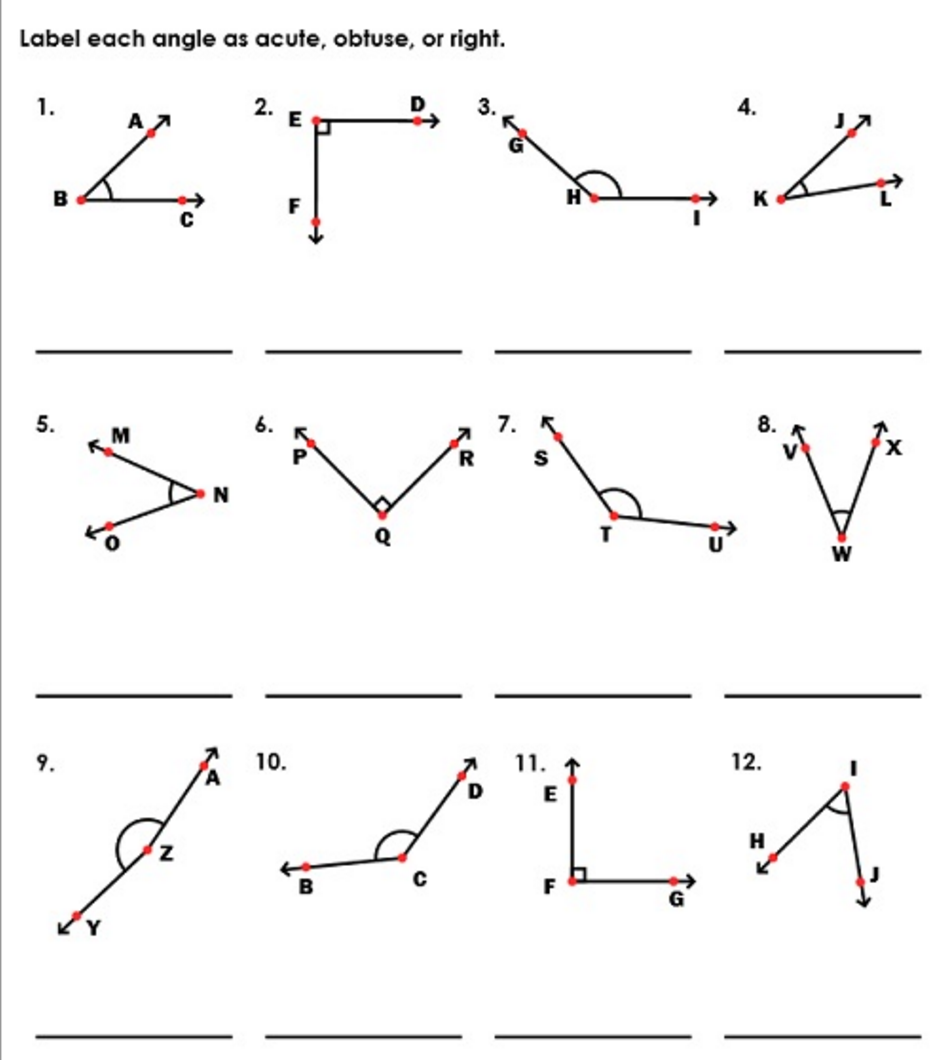 Label each angle as acute, obtuse, or right.
1. A B C
2. E D F
3. G H I
4. J K L
5. M N O
6. P R Q
7. S T U
8. V X W
9. A Z Y
10. D B C
11. E F G
12. I H J